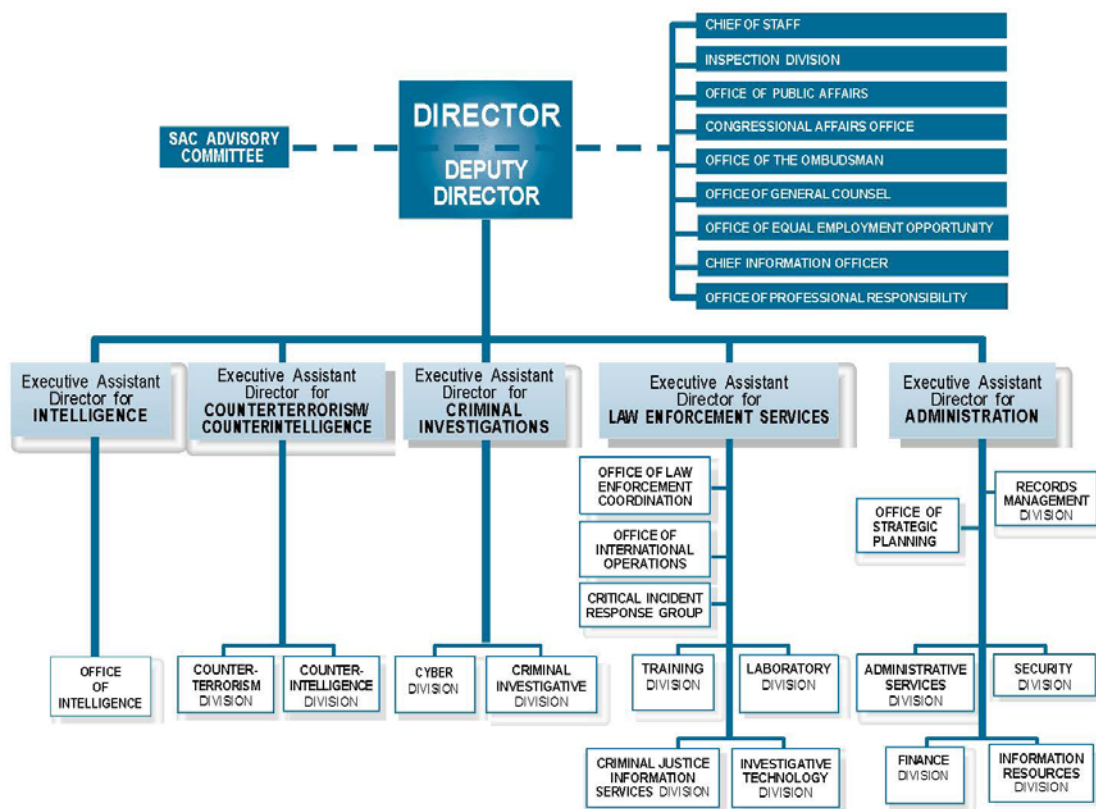 CHIEF OF STAFF
INSPECTION DIVISION
OFFICE OF PUBLIC AFFAIRS
CONGRESSIONAL AFFAIRS OFFICE
OFFICE OF THE OMBUDSMAN
OFFICE OF GENERAL COUNSEL
OFFICE OF EQUAL EMPLOYMENT OPPORTUNITY
CHIEF INFORMATION OFFICER
OFFICE OF PROFESSIONAL RESPONSIBILITY
DIRECTOR
DEPUTY
DIRECTOR
SAC ADVISORY
COMMITTEE
Executive Assistant
Director for
INTELLIGENCE
Executive Assistant
Director for
COUNTERTERRORISM/
COUNTERINTELLIGENCE
Executive Assistant
Director for
CRIMINAL
INVESTIGATIONS
Executive Assistant
Director for
LAW ENFORCEMENT SERVICES
Executive Assistant
Director for
ADMINISTRATION
OFFICE OF LAW
ENFORCEMENT
COORDINATION
OFFICE OF
INTERNATIONAL
OPERATIONS
CRITICAL INCIDENT
RESPONSE GROUP
RECORDS
MANAGEMENT
DIVISION
OFFICE OF
STRATEGIC
PLANNING
OFFICE
OF
INTELLIGENCE
COUNTER-
TERRORISM
DIVISION
COUNTER-
INTELLIGENCE
DIVISION
CYBER
DIVISION
CRIMINAL
INVESTIGATIVE
DIVISION
TRAINING
DIVISION
LABORATORY
DIVISION
ADMINISTRATIVE
SERVICES
DIVISION
SECURITY
DIVISION
CRIMINAL JUSTICE
INFORMATION
SERVICES DIVISION
INVESTIGATIVE
TECHNOLOGY
DIVISION
FINANCE
DIVISION
INFORMATION
RESOURCES
DIVISION